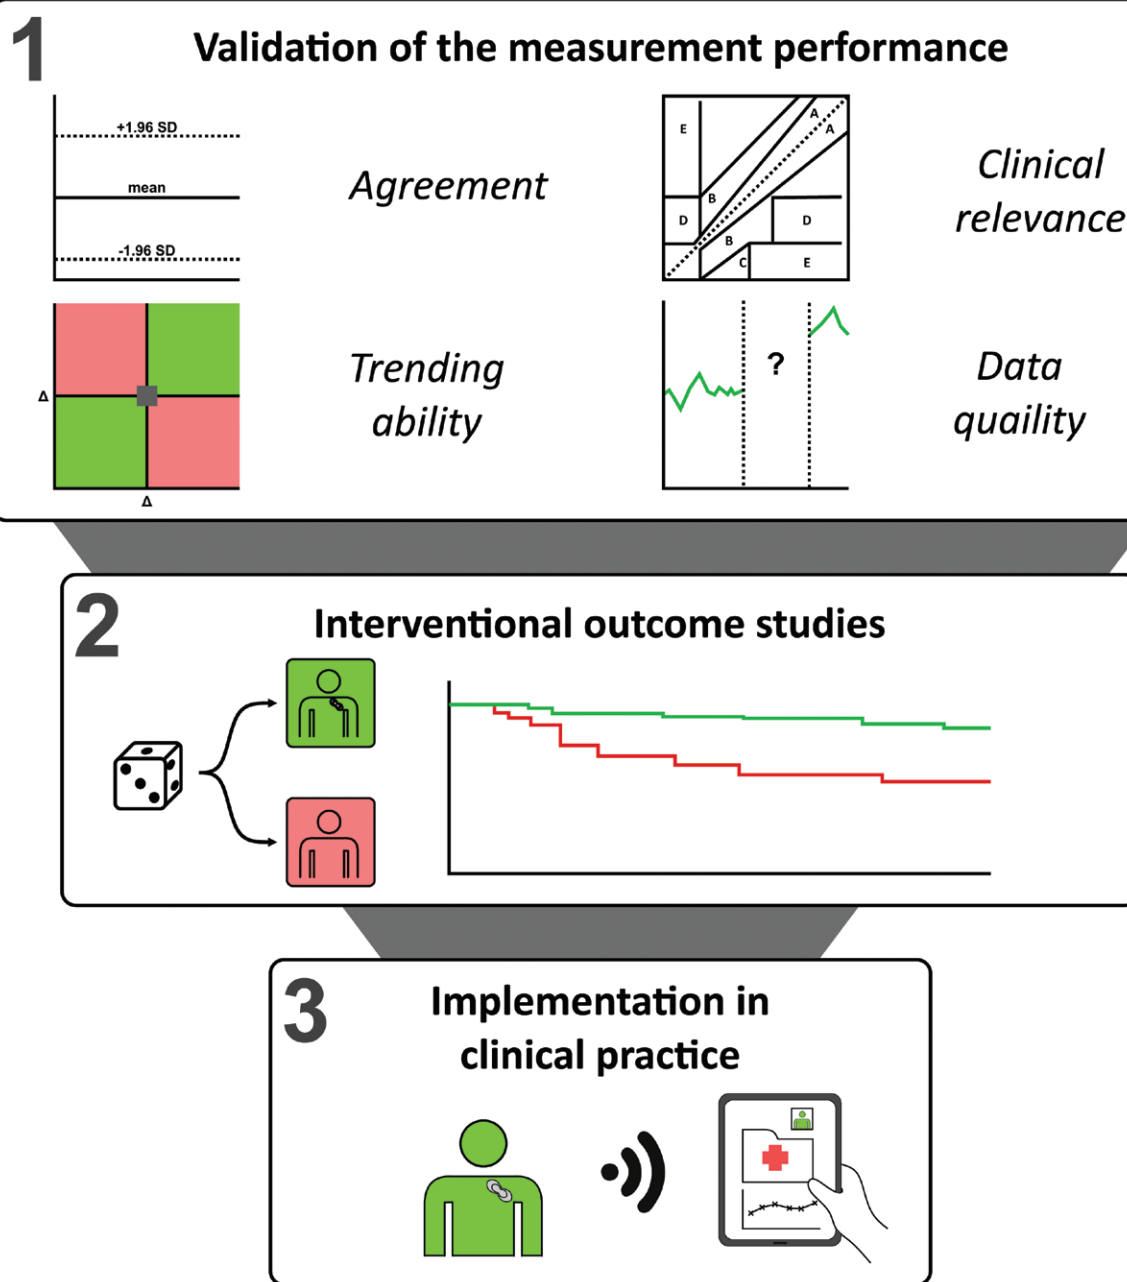 1
Validation of the measurement performance
+1.96 SD
mean
-1.96 SD
Agreement
E
A
A
B
D
B
D
C
E
Clinical
relevance
Δ
Δ
Trending
ability
?
Data
quaility
2
Interventional outcome studies
3
Implementation in
clinical practice